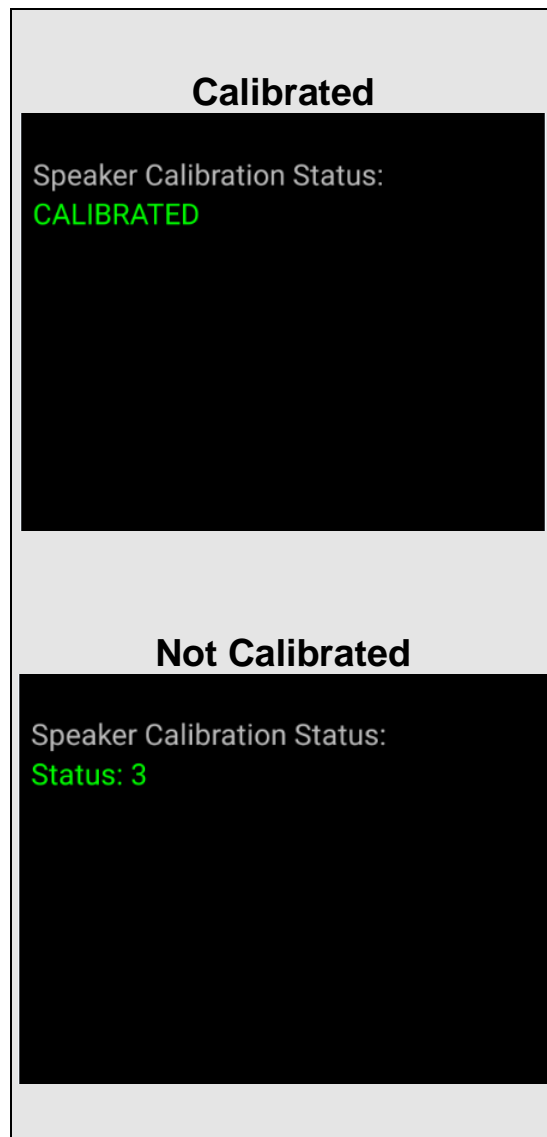 Calibrated
Speaker Calibration Status:
CALIBRATED
Not Calibrated
Speaker Calibration Status:
Status: 3